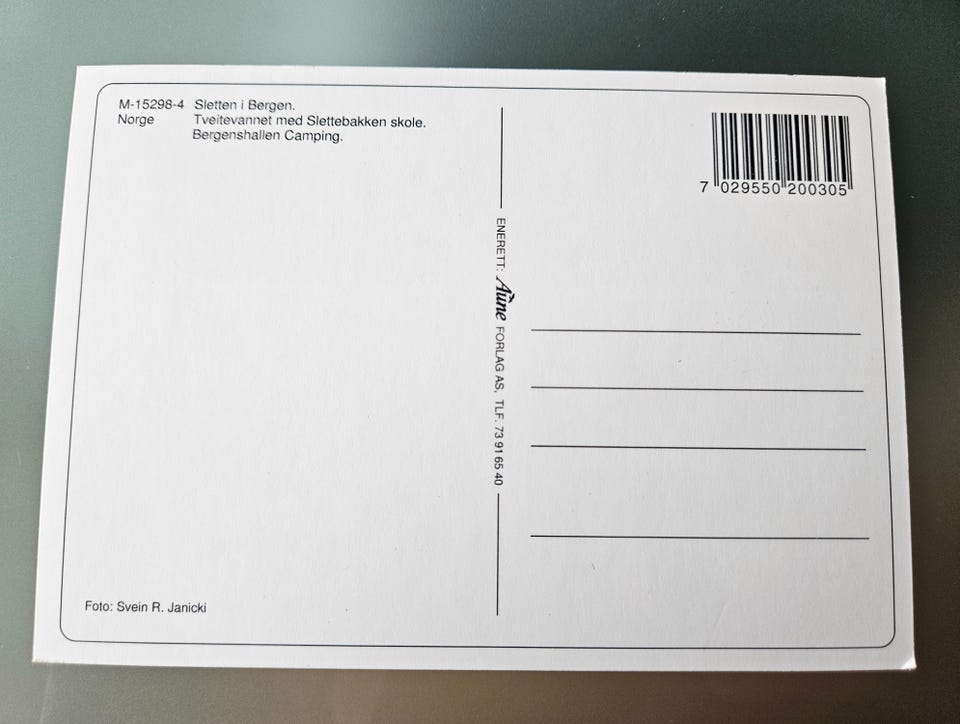 M-15298-4 Sletten i Bergen.
Norge Tveitevannet med Slettebakken skole.
Bergenshallen Camping.
7 029550 200305
ENERETT: Aune FORLAG AS, TLF. 73 91 65 40
Foto: Svein R. Janicki